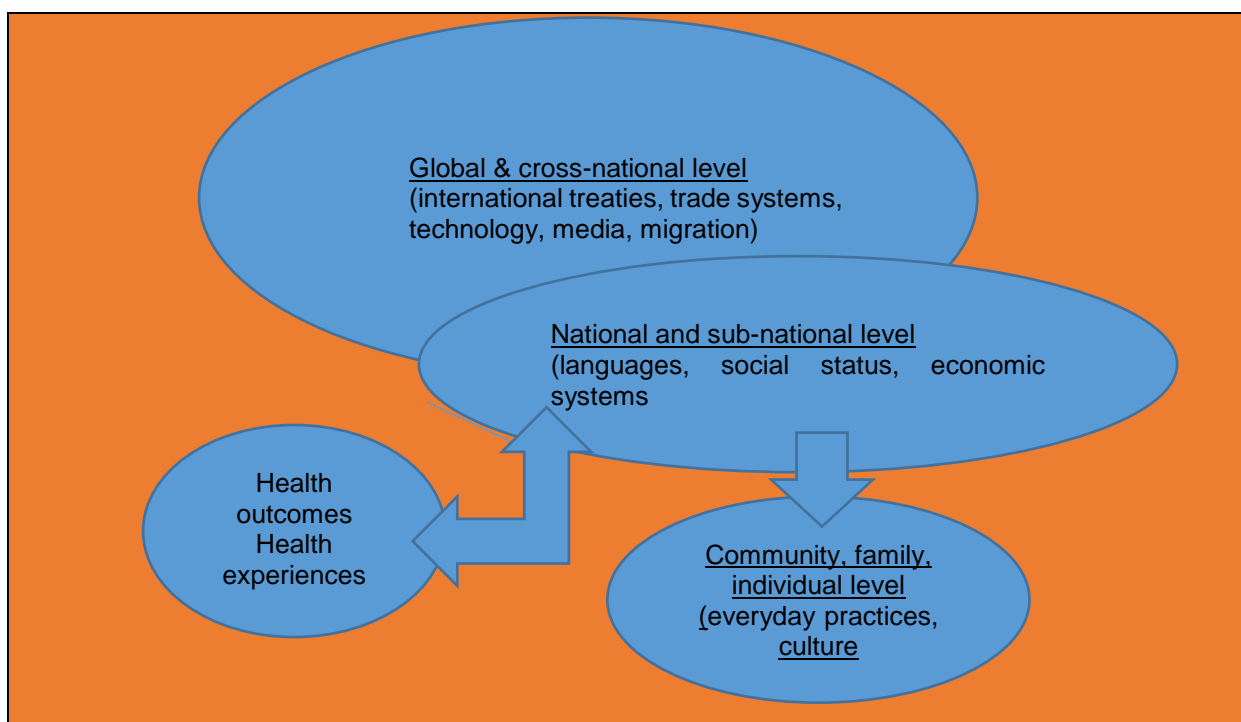 Global & cross-national level
(international treaties, trade systems,
technology, media, migration)
National and sub-national level
(languages, social status, economic
systems
Health
outcomes
Health
experiences
Community, family,
individual level
(everyday practices,
culture